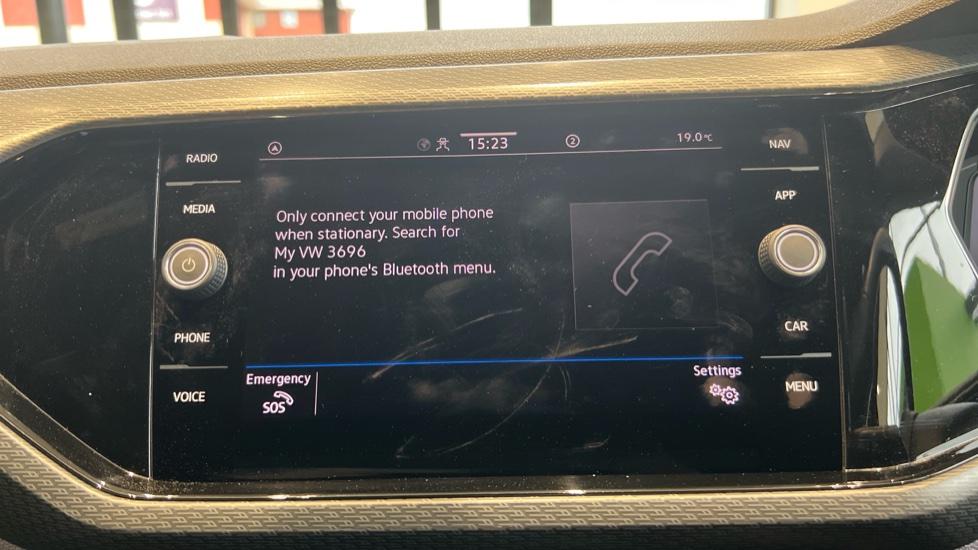 RADIO
MEDIA
PHONE
VOICE
15:23
2
19.0°C
Only connect your mobile phone
when stationary. Search for
My VW 3696
in your phone's Bluetooth menu.
Emergency
SOS
Settings
NAV
APP
CAR
MENU